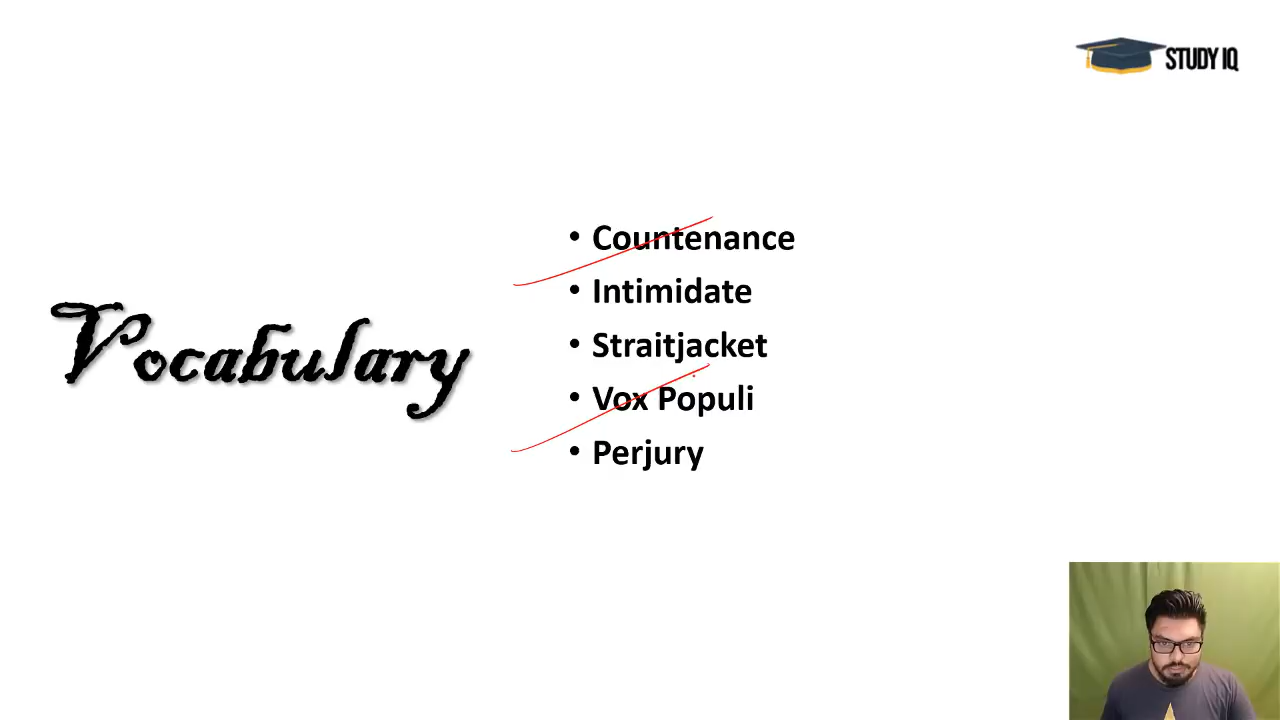 STUDY IQ
Vocabulary
• Countenance
• Intimidate
• Straitjacket
• Vox Populi
• Perjury